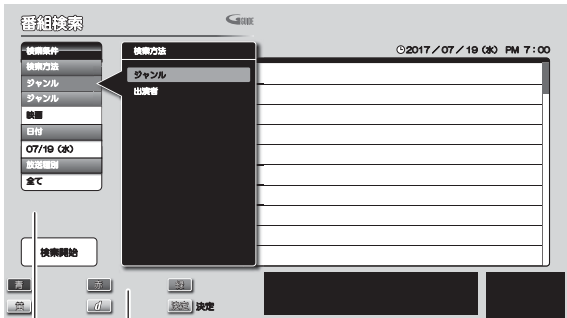 番組検索
G GUIDE
検索条件
検索方法
ジャンル
ジャンル
映画
日付
07/19 (水)
放送種別
全て
検索開始
検索方法
ジャンル
出演者
2017/07/19 (水) PM 7:00
青
赤
決定 決定